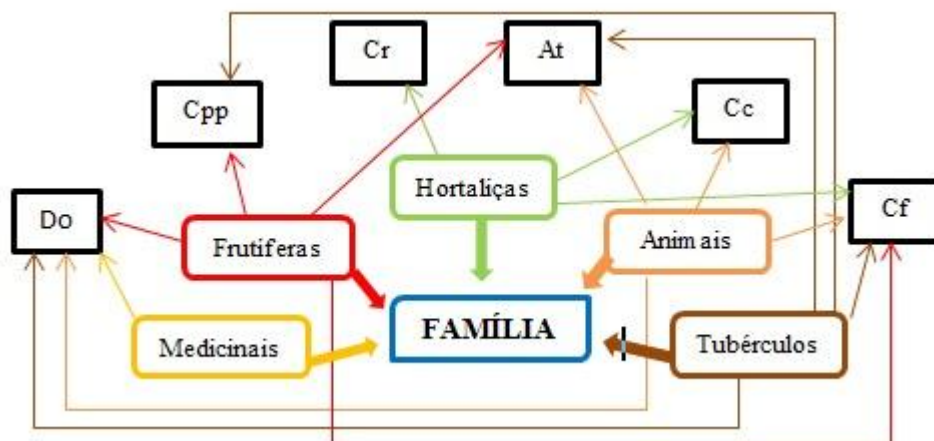 Cr
At
Cpp
Cc
Hortaliças
Do
Frutíferas
Animais
Cf
Medicinais
FAMÍLIA
Tubérculos